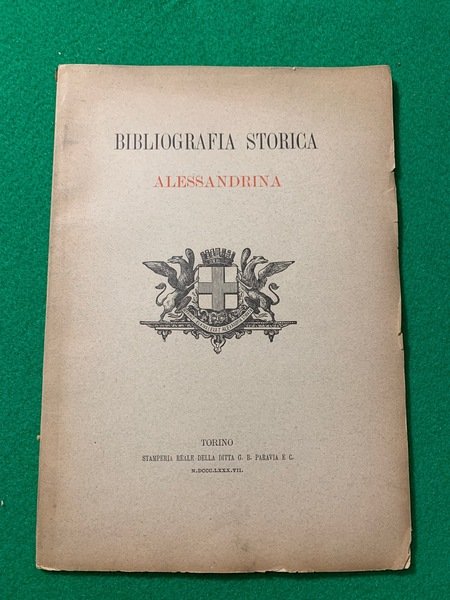 BIBLIOGRAFIA STORICA
ALESSANDRINA
TORINO
STAMPERIA REALE DELLA DITTA G. B. PARAVIA E C.
M.DCCC.LXXX.VII.